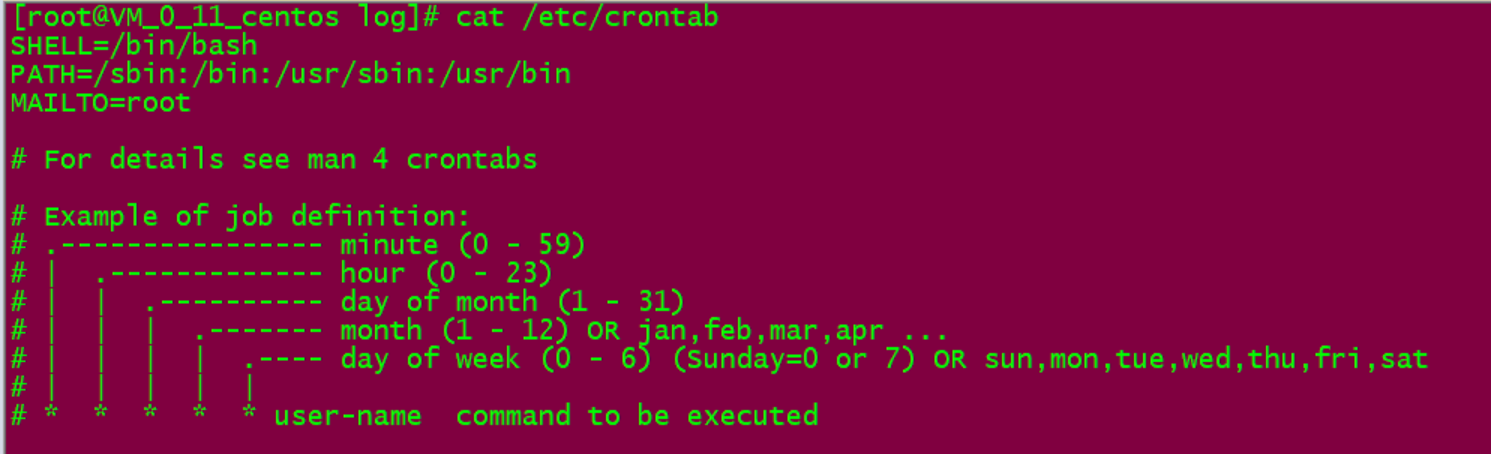 [root@VM_0_11_centos log]# cat /etc/crontab
SHELL=/bin/bash
PATH=/sbin:/bin:/usr/sbin:/usr/bin
MAILTO=root

# For details see man 4 crontabs

# Example of job definition:
# .---------------- minute (0 - 59)
# |  .------------- hour (0 - 23)
# |  |  .---------- day of month (1 - 31)
# |  |  |  .------- month (1 - 12) OR jan,feb,mar,apr ...
# |  |  |  |  .---- day of week (0 - 6) (Sunday=0 or 7) OR sun,mon,tue,wed,thu,fri,sat
# |  |  |  |  |
# *  *  *  *  * user-name  command to be executed